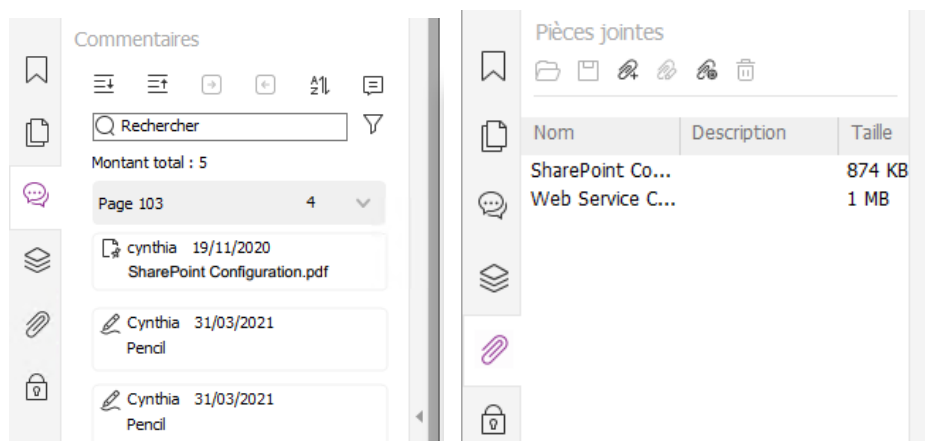 Commentaires
Rechercher
Montant total : 5
Page 103 4
cynthia 19/11/2020
SharePoint Configuration.pdf
Cynthia 31/03/2021
Pencil
Cynthia 31/03/2021
Pencil
Pièces jointes
Nom Description Taille
SharePoint Co... 874 KB
Web Service C... 1 MB